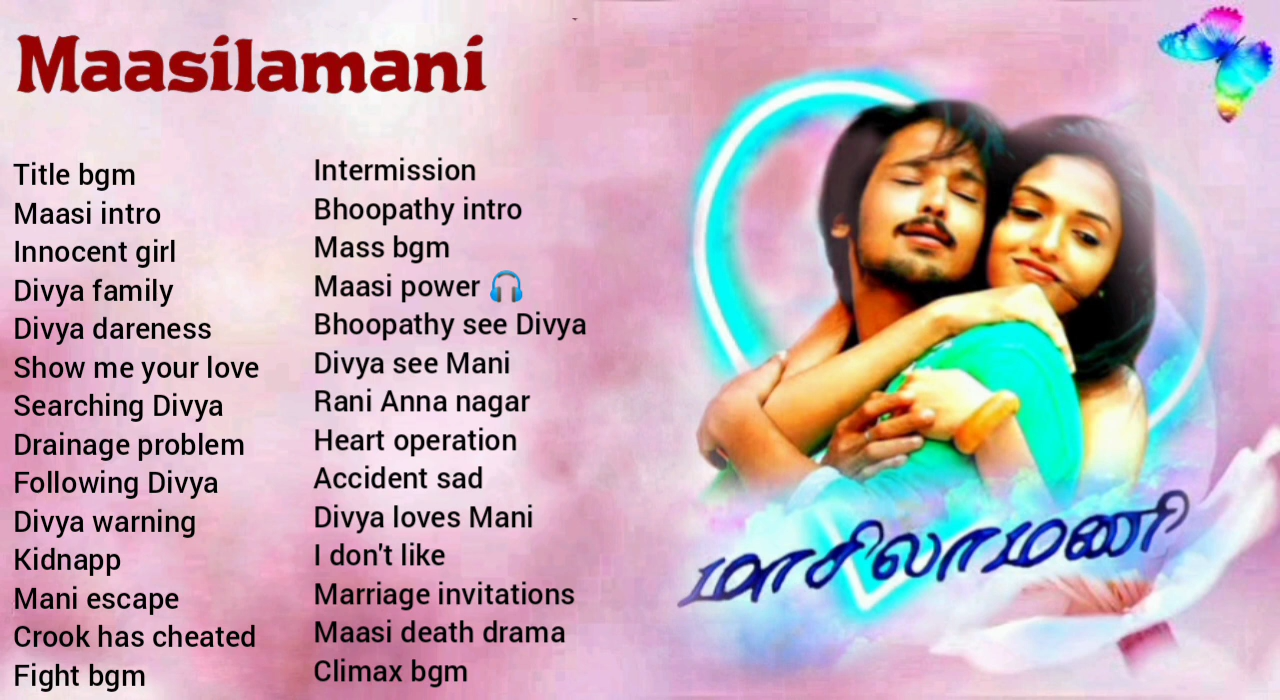 Maasilamani
Title bgm
Maasi intro
Innocent girl
Divya family
Divya dareness
Show me your love
Searching Divya
Drainage problem
Following Divya
Divya warning
Kidnapp
Mani escape
Crook has cheated
Fight bgm
Intermission
Bhoopathy intro
Mass bgm
Maasi power 🎧
Bhoopathy see Divya
Divya see Mani
Rani Anna nagar
Heart operation
Accident sad
Divya loves Mani
I don't like
Marriage invitations
Maasi death drama
Climax bgm
மாசிலாமணி